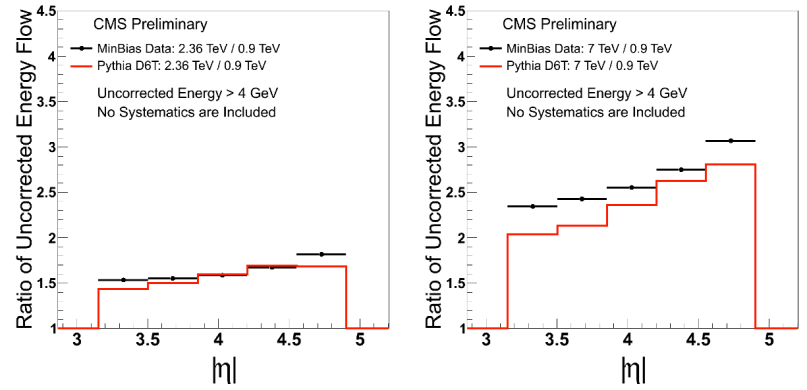 Ratio of Uncorrected Energy Flow
4.5
4
3.5
3
2.5
2
1.5
1
CMS Preliminary
MinBias Data: 2.36 TeV / 0.9 TeV
Pythia D6T: 2.36 TeV / 0.9 TeV
Uncorrected Energy > 4 GeV
No Systematics are Included
3 3.5 4 4.5 5
|η|
Ratio of Uncorrected Energy Flow
4.5
4
3.5
3
2.5
2
1.5
1
CMS Preliminary
MinBias Data: 7 TeV / 0.9 TeV
Pythia D6T: 7 TeV / 0.9 TeV
Uncorrected Energy > 4 GeV
No Systematics are Included
3 3.5 4 4.5 5
|η|